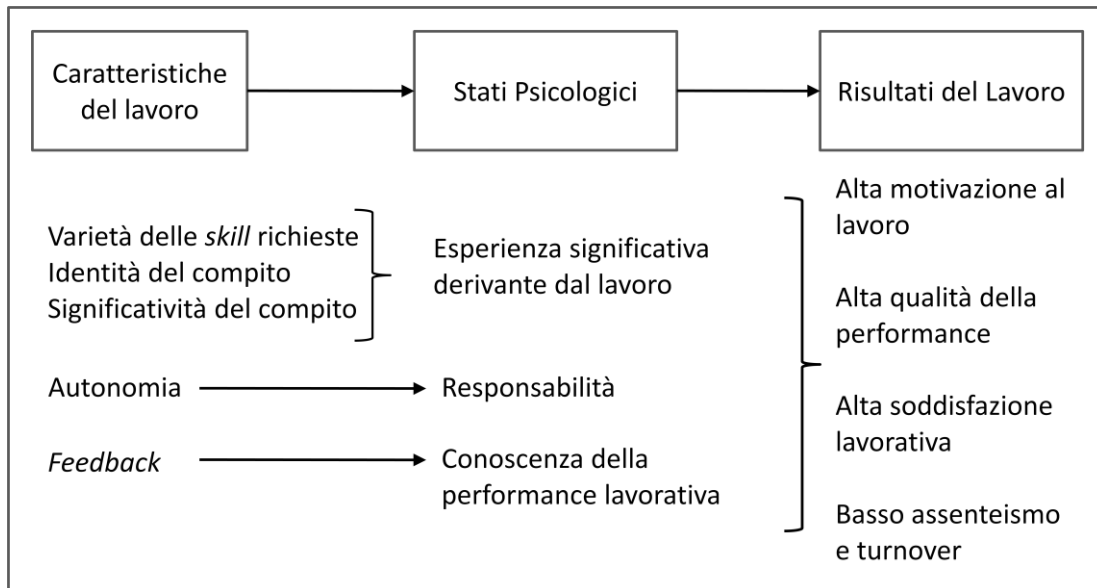 Caratteristiche
del lavoro
Stati Psicologici
Risultati del Lavoro
Varietà delle skill richieste
Identità del compito
Significatività del compito
Esperienza significativa
derivante dal lavoro
Autonomia
Responsabilità
Feedback
Conoscenza della
performance lavorativa
Alta motivazione al
lavoro
Alta qualità della
performance
Alta soddisfazione
lavorativa
Basso assenteismo
e turnover